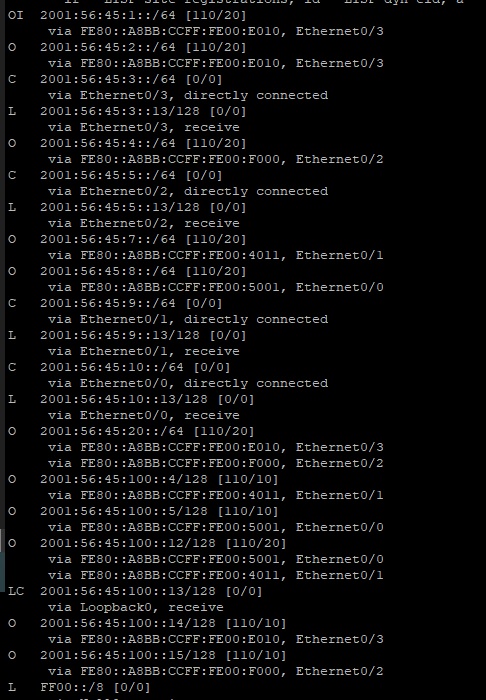 OI  2001:56:45:1::/64 [110/20]
     via FE80::A8BB:CCFF:FE00:E010, Ethernet0/3
O   2001:56:45:2::/64 [110/20]
     via FE80::A8BB:CCFF:FE00:E010, Ethernet0/3
C   2001:56:45:3::/64 [0/0]
     via Ethernet0/3, directly connected
L   2001:56:45:3::13/128 [0/0]
     via Ethernet0/3, receive
O   2001:56:45:4::/64 [110/20]
     via FE80::A8BB:CCFF:FE00:F000, Ethernet0/2
C   2001:56:45:5::/64 [0/0]
     via Ethernet0/2, directly connected
L   2001:56:45:5::13/128 [0/0]
     via Ethernet0/2, receive
O   2001:56:45:7::/64 [110/20]
     via FE80::A8BB:CCFF:FE00:4011, Ethernet0/1
O   2001:56:45:8::/64 [110/20]
     via FE80::A8BB:CCFF:FE00:5001, Ethernet0/0
C   2001:56:45:9::/64 [0/0]
     via Ethernet0/1, directly connected
L   2001:56:45:9::13/128 [0/0]
     via Ethernet0/1, receive
C   2001:56:45:10::/64 [0/0]
     via Ethernet0/0, directly connected
L   2001:56:45:10::13/128 [0/0]
     via Ethernet0/0, receive
O   2001:56:45:20::/64 [110/20]
     via FE80::A8BB:CCFF:FE00:E010, Ethernet0/3
     via FE80::A8BB:CCFF:FE00:F000, Ethernet0/2
O   2001:56:45:100::4/128 [110/10]
     via FE80::A8BB:CCFF:FE00:4011, Ethernet0/1
O   2001:56:45:100::5/128 [110/10]
     via FE80::A8BB:CCFF:FE00:5001, Ethernet0/0
O   2001:56:45:100::12/128 [110/20]
     via FE80::A8BB:CCFF:FE00:5001, Ethernet0/0
     via FE80::A8BB:CCFF:FE00:4011, Ethernet0/1
LC  2001:56:45:100::13/128 [0/0]
     via Loopback0, receive
O   2001:56:45:100::14/128 [110/10]
     via FE80::A8BB:CCFF:FE00:E010, Ethernet0/3
O   2001:56:45:100::15/128 [110/10]
     via FE80::A8BB:CCFF:FE00:F000, Ethernet0/2
L   FF00::/8 [0/0]